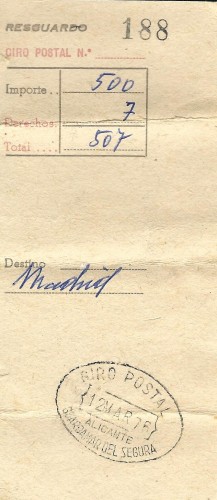 RESGUARDO 188
GIRO POSTAL N.º
Importe .. 500
Derechos. 7
Total .... 507
Destino
Madrid
GIRO POSTAL
12 MAR 76
ALICANTE
GUARDAMAR DEL SEGURA